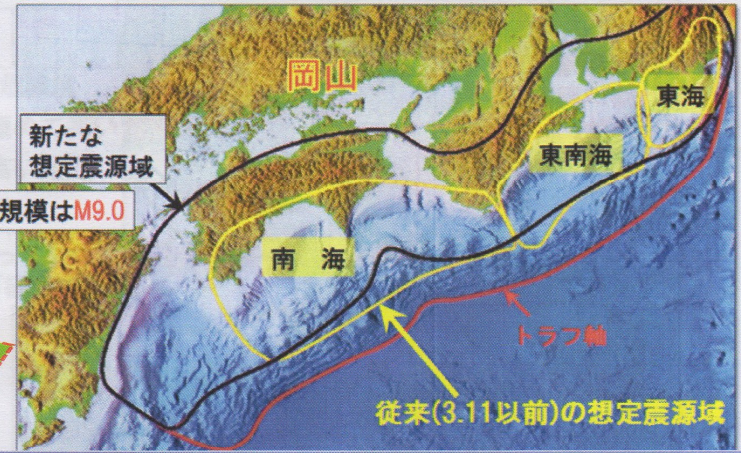 岡山
東海
新たな
想定震源域
東南海
規模はM9.0
南 海
トラフ軸
従来(3.11以前)の想定震源域